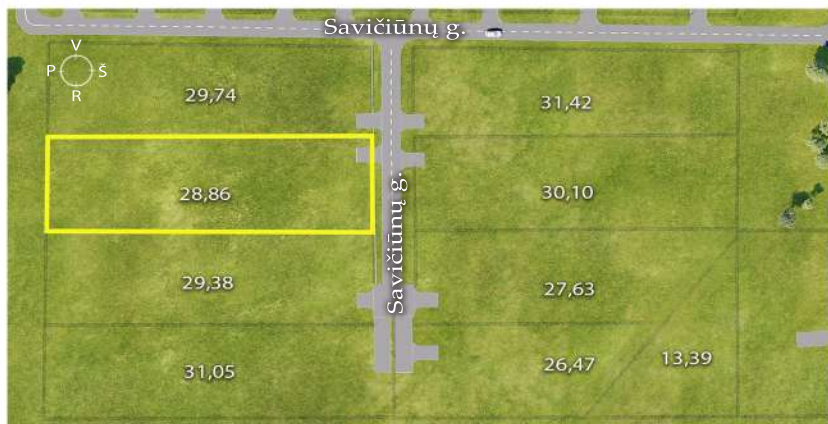 Savičiūnų g.
V
P Š
R
29,74
31,42
28,86
30,10
Savičiūnų g.
29,38
27,63
31,05
26,47
13,39